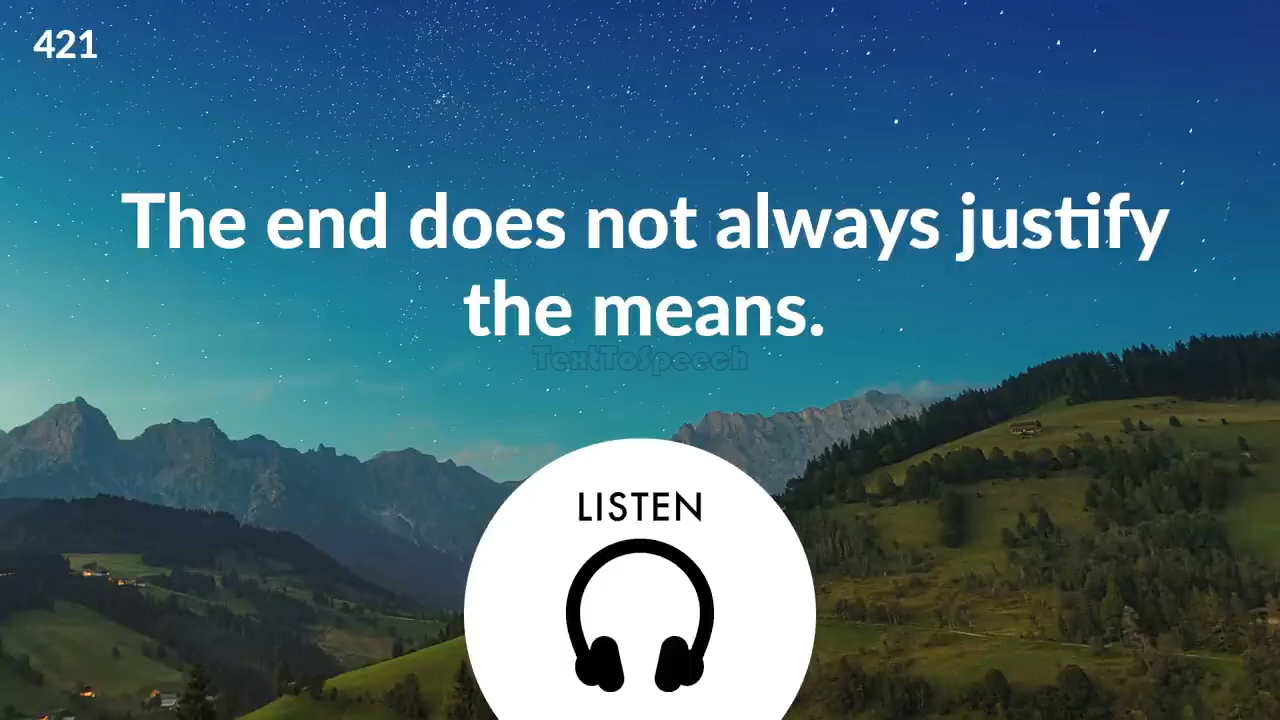 421
The end does not always justify
the means.
TextToSpeech
LISTEN